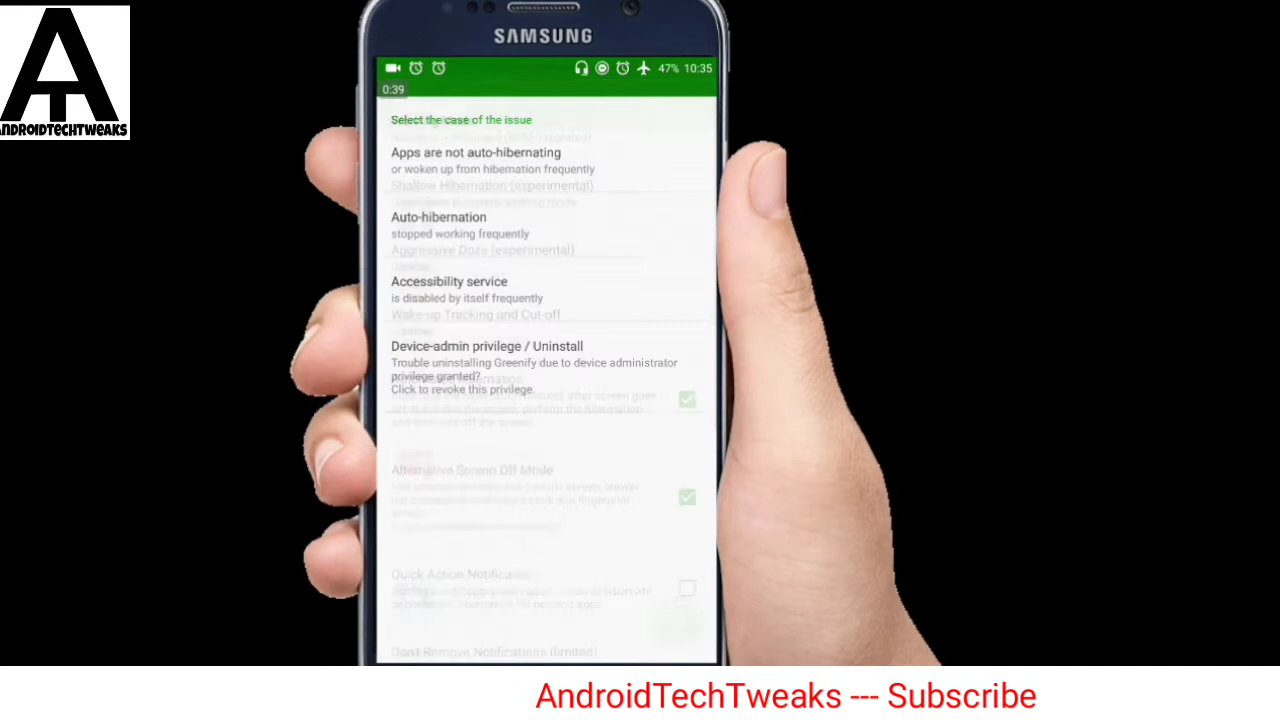 ANDROIDTECHTWEAKS
SAMSUNG
47% 10:35
0:39
Select the case of the issue
Apps are not auto-hibernating
or woken up from hibernation frequently
Shallow Hibernation (experimental)
Auto-hibernation
stopped working frequently
Aggressive Doze (experimental)
Accessibility service
is disabled by itself frequently
Wake-up Tracking and Cut-off
Device-admin privilege / Uninstall
Trouble uninstalling Greenify due to device administrator
privilege granted?
Click to revoke this privilege.
Alternative Screen Off Mode
Quick Action Notification
Don't Remove Notifications (limited)
AndroidTechTweaks --- Subscribe